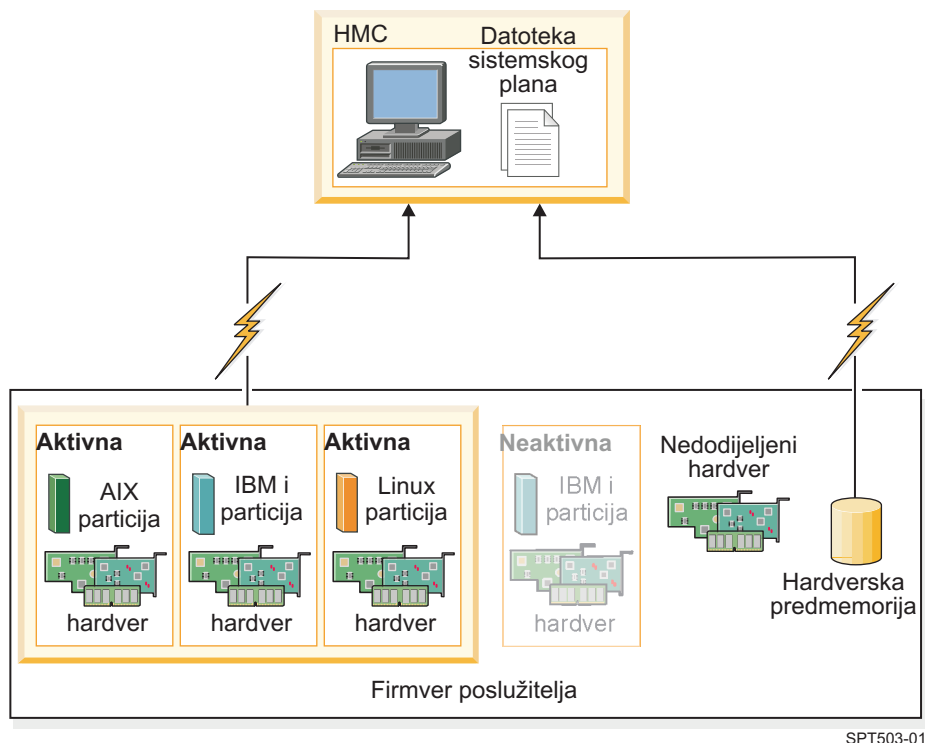 HMC
Datoteka
sistemskog
plana
Aktivna
AIX
particija
hardver
Aktivna
IBM i
particija
hardver
Aktivna
Linux
particija
hardver
Neaktivna
IBM i
particija
hardver
Nedodijeljeni
hardver
Hardverska
predmemorija
Firmver poslužitelja
SPT503-01